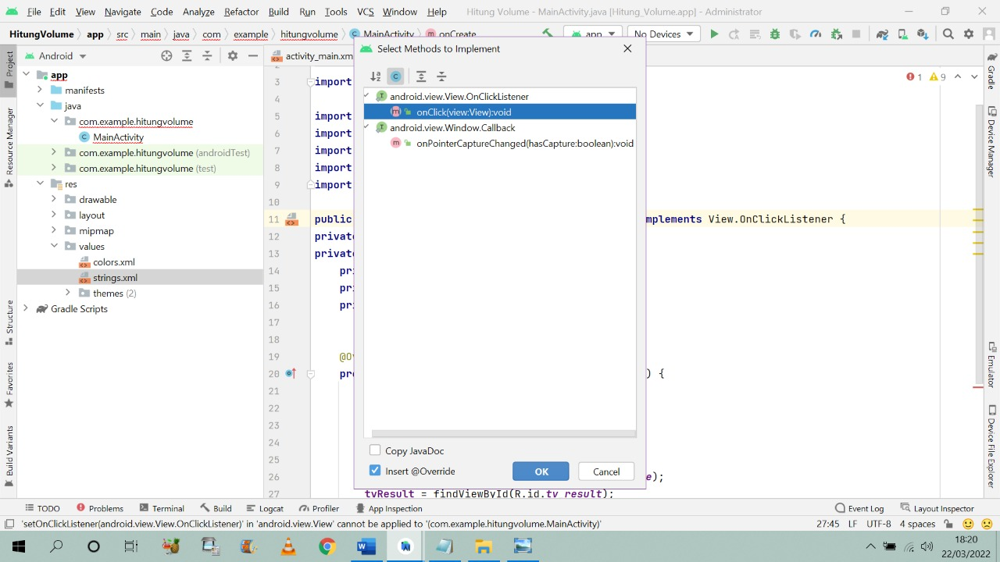 File Edit View Navigate Code Analyze Refactor Build Run Tools VCS Window Help Hitung Volume - MainActivity.java [Hitung_Volume.app] - Administrator
HitungVolume app src main java com example hitungvolume MainActivity onCreate app No Devices
Project
Resource Manager
Structure
Favorites
Build Variants
Android
app
manifests
java
com.example.hitungvolume
MainActivity
com.example.hitungvolume (androidTest)
com.example.hitungvolume (test)
res
drawable
layout
mipmap
values
colors.xml
strings.xml
themes (2)
Gradle Scripts
activity_main.xm
1 9
3 import
4
5 import
6 import
7 import
8 import
9 import
10
11 public mplements View.OnClickListener {
12 private
13 private
14 pri
15 pri
16 pri
17
18
19 @Ov
20 pro ) {
21
22
23
24
25
26 e);
27 tvResult = findViewById(R.id.tv_result);
Select Methods to Implement
android.view.View.OnClickListener
onClick(view:View):void
android.view.Window.Callback
onPointerCaptureChanged(hasCapture:boolean):void
Copy JavaDoc
Insert @Override
OK Cancel
Gradle
Device Manager
Emulator
Device File Explorer
TODO Problems Terminal Build Logcat Profiler App Inspection Event Log Layout Inspector
'setOnClickListener(android.view.View.OnClickListener)' in 'android.view.View' cannot be applied to '(com.example.hitungvolume.MainActivity)' 27:45 LF UTF-8 4 spaces
18:20
22/03/2022